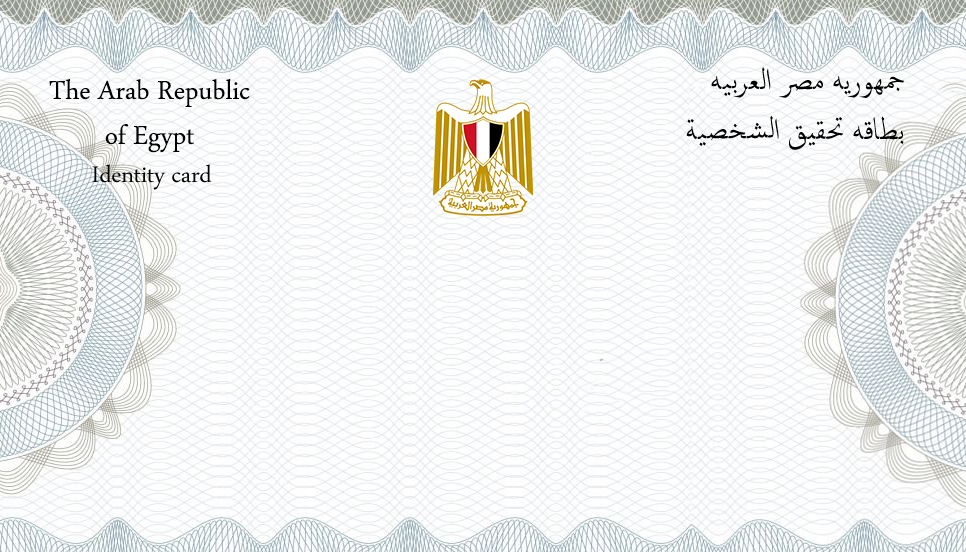 The Arab Republic
of Egypt
Identity card
جمهوريه مصر العربيه
بطاقه تحقيق الشخصية
جمهورية مصر العربية